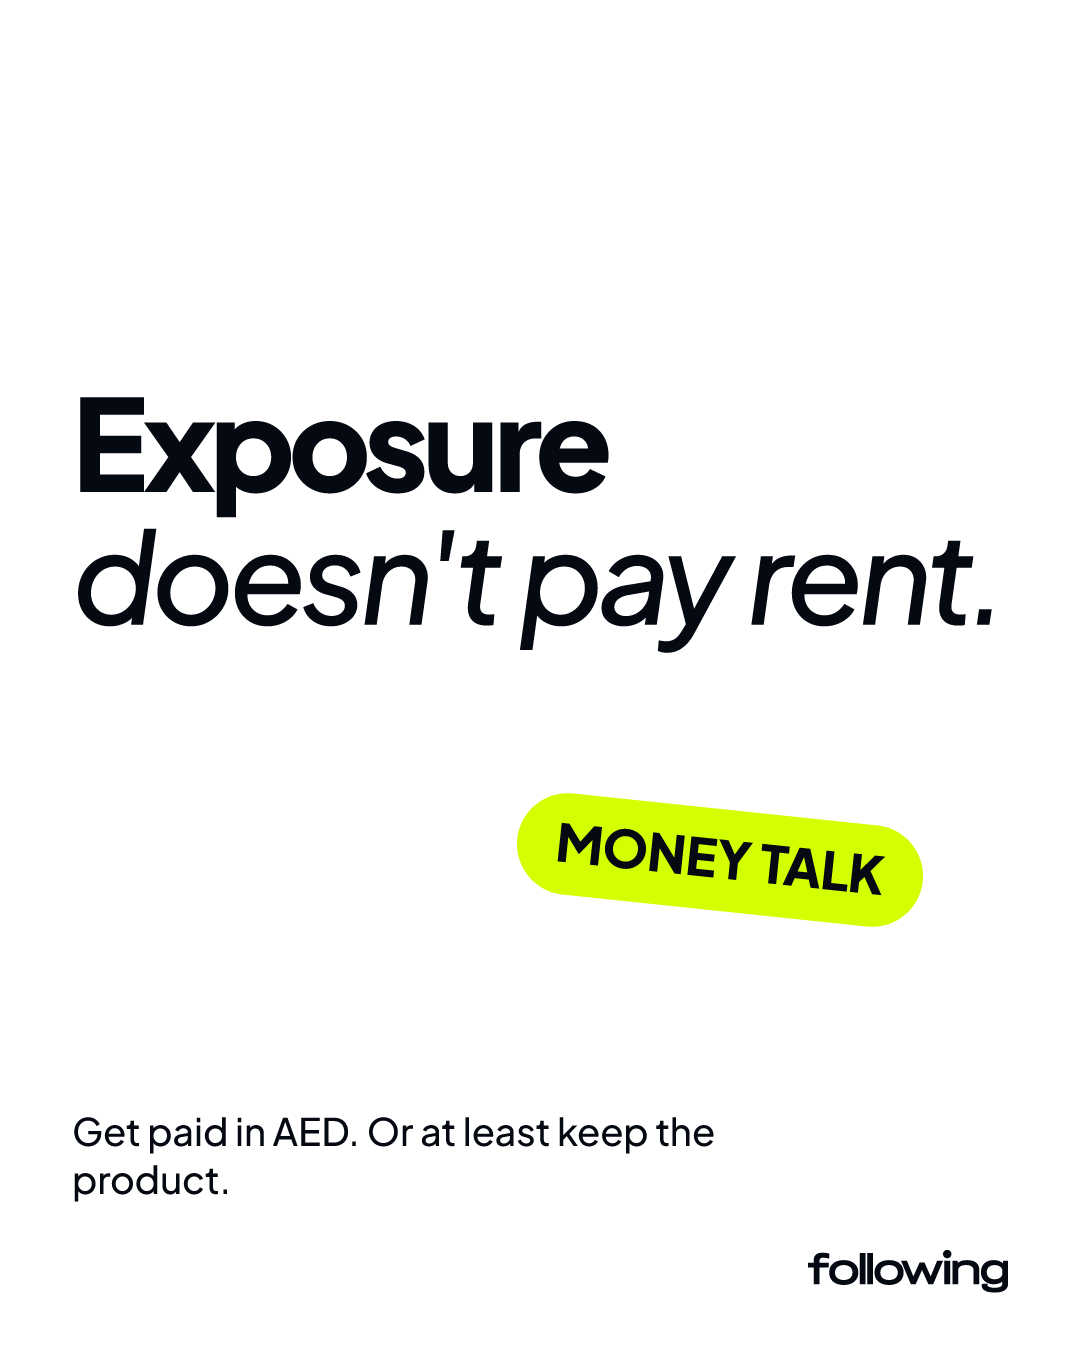 Exposure
doesn't pay rent.
MONEY TALK
Get paid in AED. Or at least keep the
product.
following